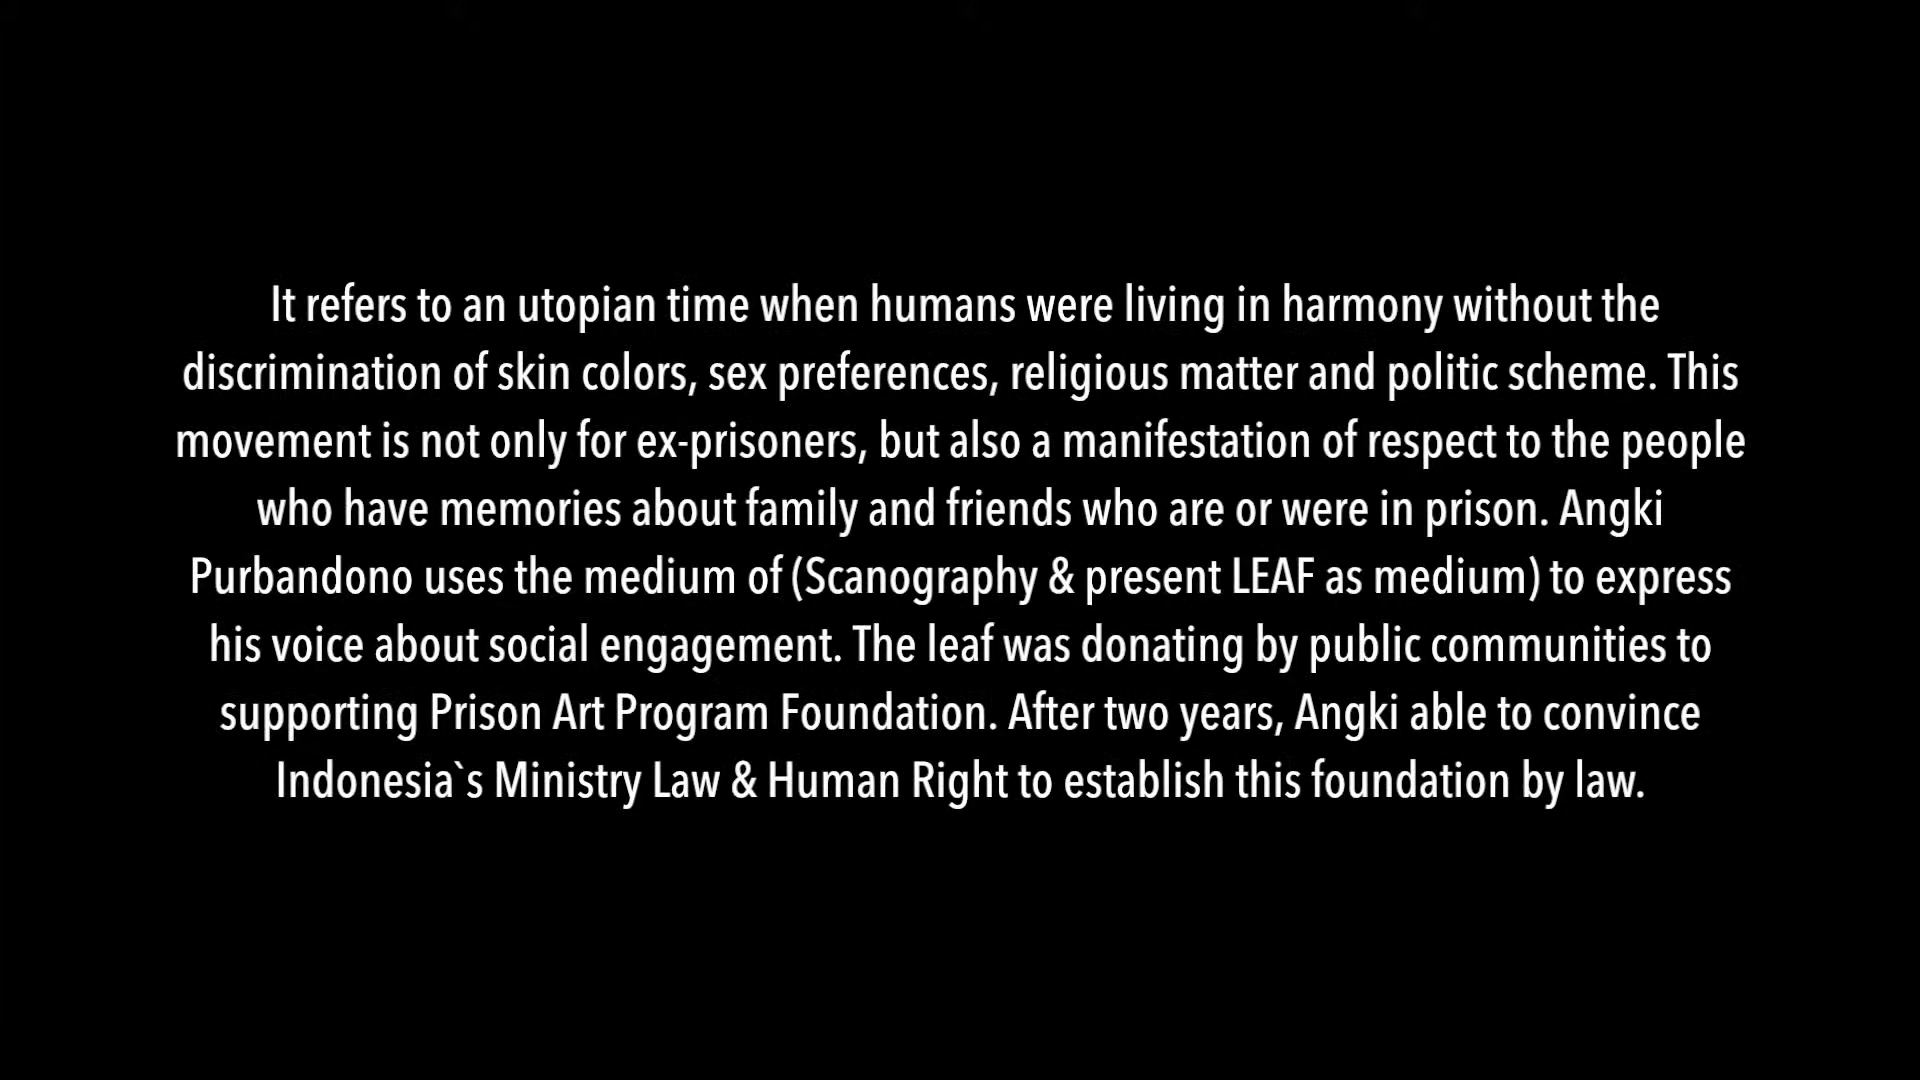 It refers to an utopian time when humans were living in harmony without the
discrimination of skin colors, sex preferences, religious matter and politic scheme. This
movement is not only for ex-prisoners, but also a manifestation of respect to the people
who have memories about family and friends who are or were in prison. Angki
Purbandono uses the medium of (Scanography & present LEAF as medium) to express
his voice about social engagement. The leaf was donating by public communities to
supporting Prison Art Program Foundation. After two years, Angki able to convince
Indonesia`s Ministry Law & Human Right to establish this foundation by law.